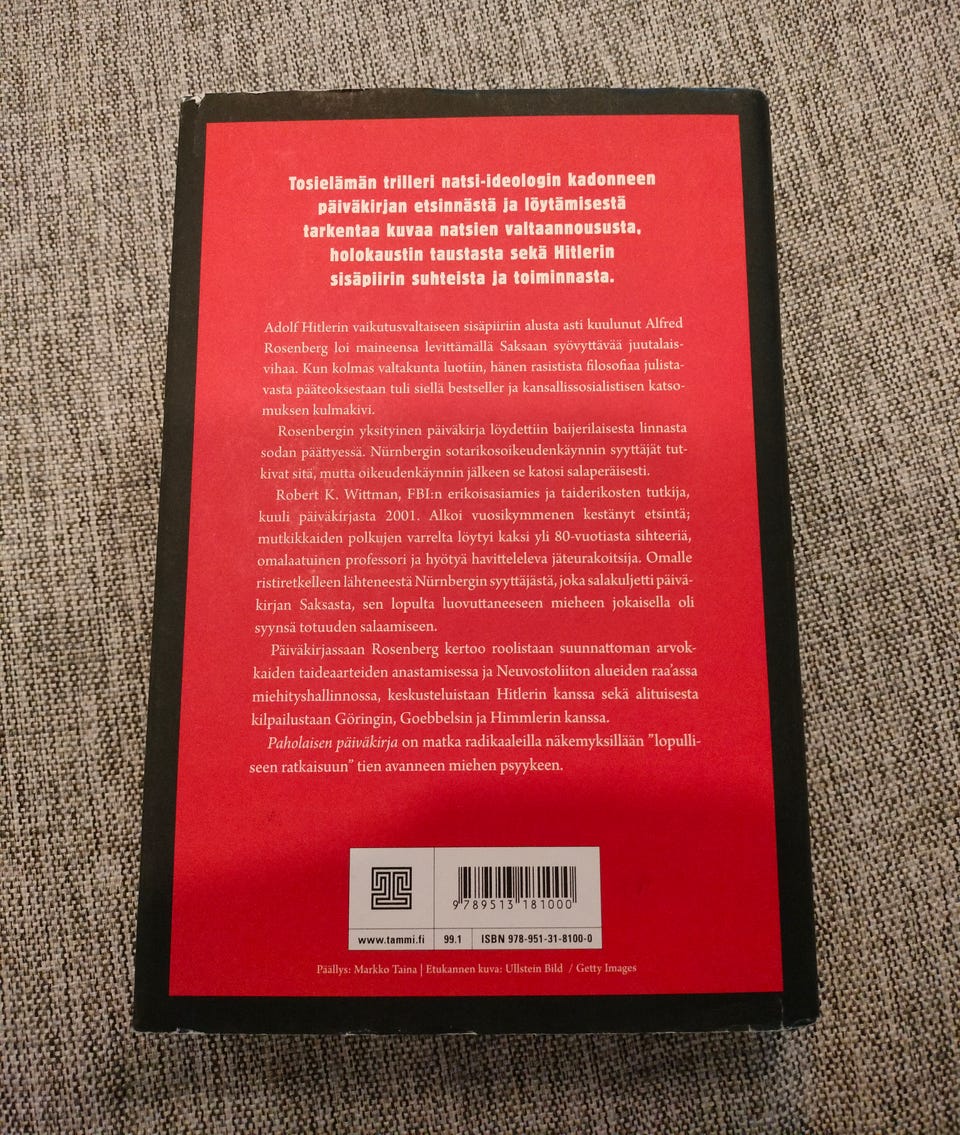 Tosielämän trilleri natsi-ideologin kadonneen
päiväkirjan etsinnästä ja löytämisestä
tarkentaa kuvaa natsien valtaannoususta,
holokaustin taustasta sekä Hitlerin
sisäpiirin suhteista ja toiminnasta.
Adolf Hitlerin vaikutusvaltaiseen sisäpiiriin alusta asti kuulunut Alfred
Rosenberg loi maineensa levittämällä Saksaan syövyttävää juutalais-
vihaa. Kun kolmas valtakunta luotiin, hänen rasistista filosofiaa julista-
vasta pääteoksestaan tuli siellä bestseller ja kansallissosialistisen katso-
muksen kulmakivi.
Rosenbergin yksityinen päiväkirja löydettiin baijerilaisesta linnasta
sodan päättyessä. Nürnbergin sotarikosoikeudenkäynnin syyttäjät tut-
kivat sitä, mutta oikeudenkäynnin jälkeen se katosi salaperäisesti.
Robert K. Wittman, FBI:n erikoisasiamies ja taiderikosten tutkija,
kuuli päiväkirjasta 2001. Alkoi vuosikymmenen kestänyt etsintä;
mutkikkaiden polkujen varrelta löytyi kaksi yli 80-vuotiasta sihteeriä,
omalaatuinen professori ja hyötyä havitteleva jäteurakoitsija. Omalle
ristiretkelleen lähteneestä Nürnbergin syyttäjästä, joka salakuljetti päivä-
kirjan Saksasta, sen lopulta luovuttaneeseen mieheen jokaisella oli
syynsä totuuden salaamiseen.
Päiväkirjassaan Rosenberg kertoo roolistaan suunnattoman arvok-
kaiden taideaarteiden anastamisessa ja Neuvostoliiton alueiden raa'assa
miehityshallinnossa, keskusteluistaan Hitlerin kanssa sekä alituisesta
kilpailustaan Göringin, Goebbelsin ja Himmlerin kanssa.
Paholaisen päiväkirja on matka radikaaleilla näkemyksillään ”lopulli-
seen ratkaisuun” tien avanneen miehen psyykeen.
9 789513 181000
www.tammi.fi 99.1 ISBN 978-951-31-8100-0
Päällys: Markko Taina | Etukannen kuva: Ullstein Bild / Getty Images